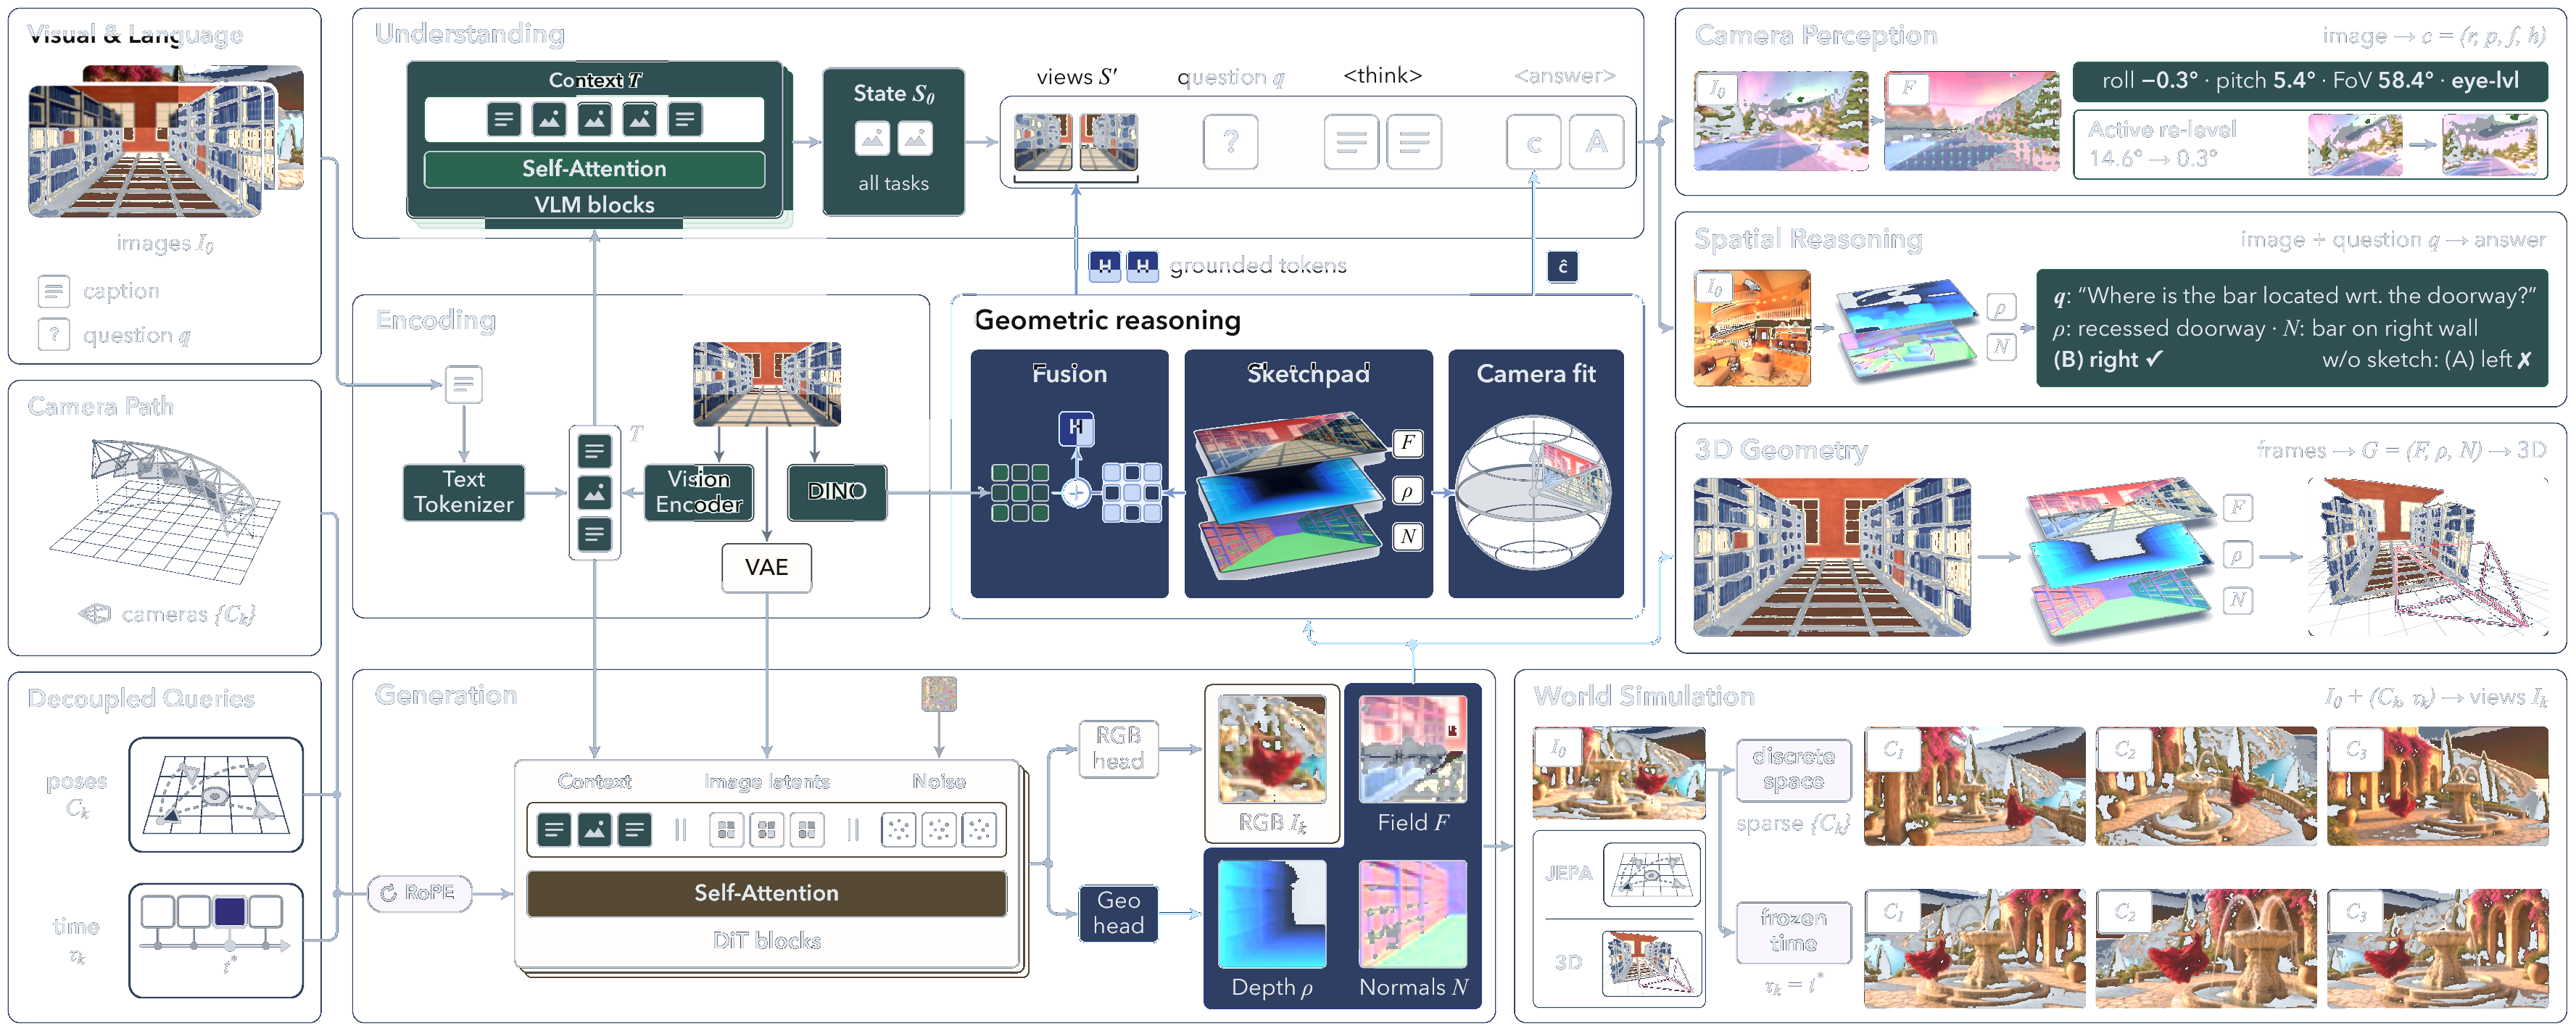 Visual & Language
images I₀
caption
? question q
Camera Path
cameras {Cₖ}
Decoupled Queries
poses
Cₖ
time
τₖ
t*
Understanding
Context T
Self-Attention
VLM blocks
State S₀
all tasks
views S′
question q
<think>
<answer>
?
c
A
H H grounded tokens
ĉ
Encoding
T
Text
Tokenizer
Vision
Encoder
DINO
VAE
Geometric reasoning
Fusion
H
Sketchpad
F
ρ
N
Camera fit
Generation
Context
Image latents
Noise
Self-Attention
DiT blocks
RoPE
RGB
head
Geo
head
RGB Iₖ
Field F
Depth ρ
Normals N
Camera Perception
image → c = (r, p, f, h)
I₀
F
roll −0.3° · pitch 5.4° · FoV 58.4° · eye-lvl
Active re-level
14.6° → 0.3°
Spatial Reasoning
image + question q → answer
I₀
ρ
N
q: “Where is the bar located wrt. the doorway?”
ρ: recessed doorway · N: bar on right wall
(B) right ✓ w/o sketch: (A) left ✗
3D Geometry
frames → G = (F, ρ, N) → 3D
F
ρ
N
World Simulation
I₀ + (Cₖ, τₖ) → views Iₖ
I₀
JEPA
3D
discrete
space
sparse {Cₖ}
C₁
C₂
C₃
frozen
time
τₖ = t*
C₁
C₂
C₃